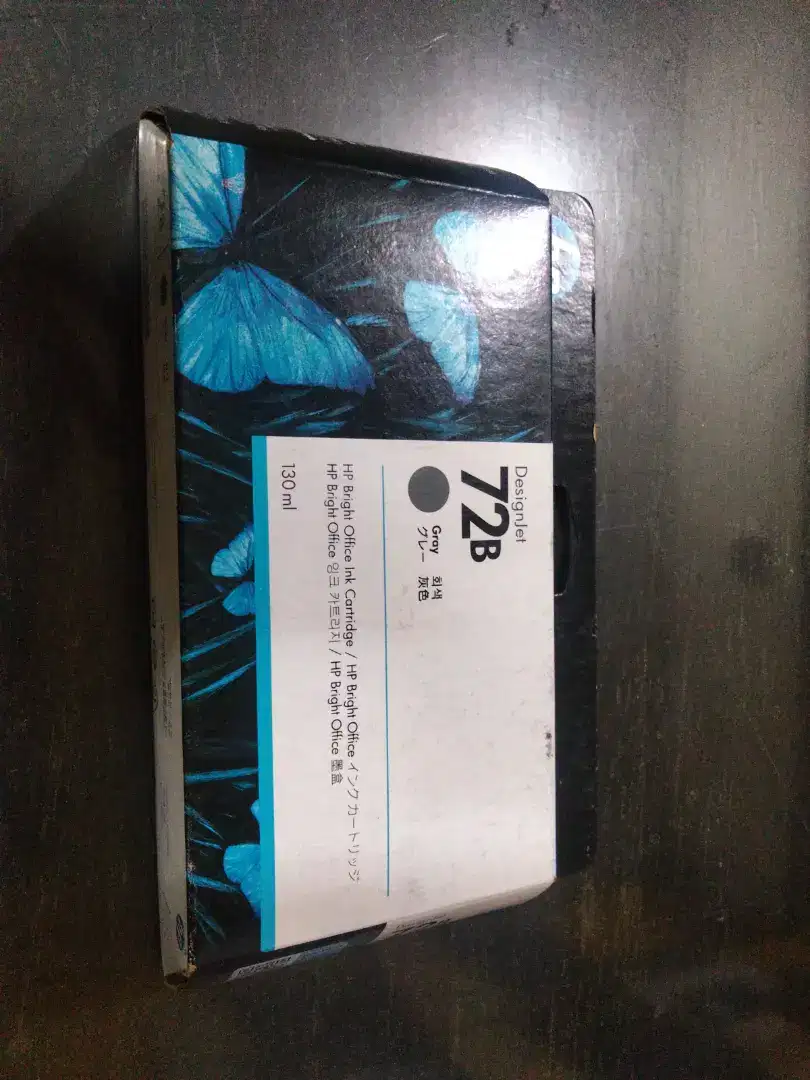 DesignJet
72B
Gray 회색
グレー 灰色
HP Bright Office Ink Cartridge / HP Bright Office インク カートリッジ
HP Bright Office 잉크 카트리지 / HP Bright Office 墨盒
130 ml